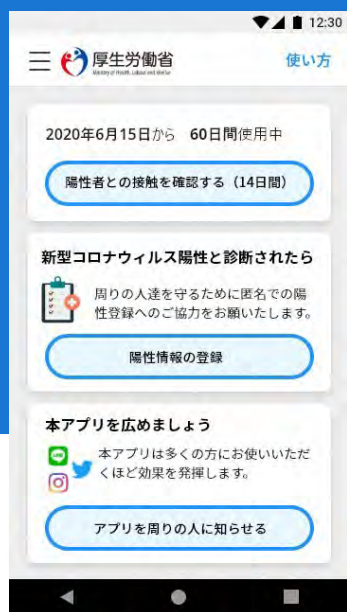 12:30
厚生労働省
Ministry of Health, Labour and Welfare
使い方
2020年6月15日から 60日間使用中
陽性者との接触を確認する（14日間）
新型コロナウィルス陽性と診断されたら
周りの人達を守るために匿名での陽
性登録へのご協力をお願いいたします。
陽性情報の登録
本アプリを広めましょう
本アプリは多くの方にお使いいただ
くほど効果を発揮します。
アプリを周りの人に知らせる